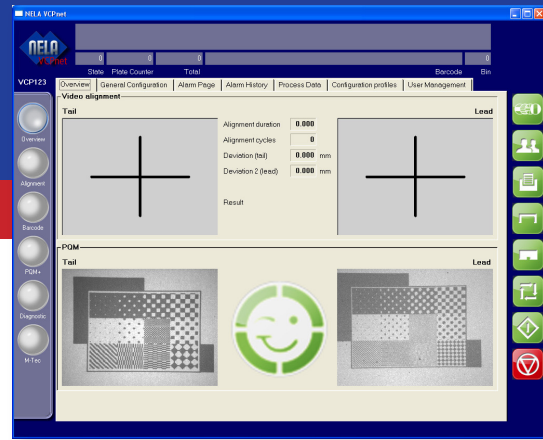 NELA VCPnet
NELA
VCPnet
0 0 0 0
State Plate Counter Total Barcode Bin
VCP123
Overview General Configuration Alarm Page Alarm History Process Data Configuration profiles User Management
Video alignment
Tail Lead
Alignment duration 0.000
Alignment cycles 0
Deviation (tail) 0.000 mm
Deviation 2 (lead) 0.000 mm
Result
Overview
Alignment
Barcode
PQM+
Diagnostic
M-Tec
PQM
Tail Lead